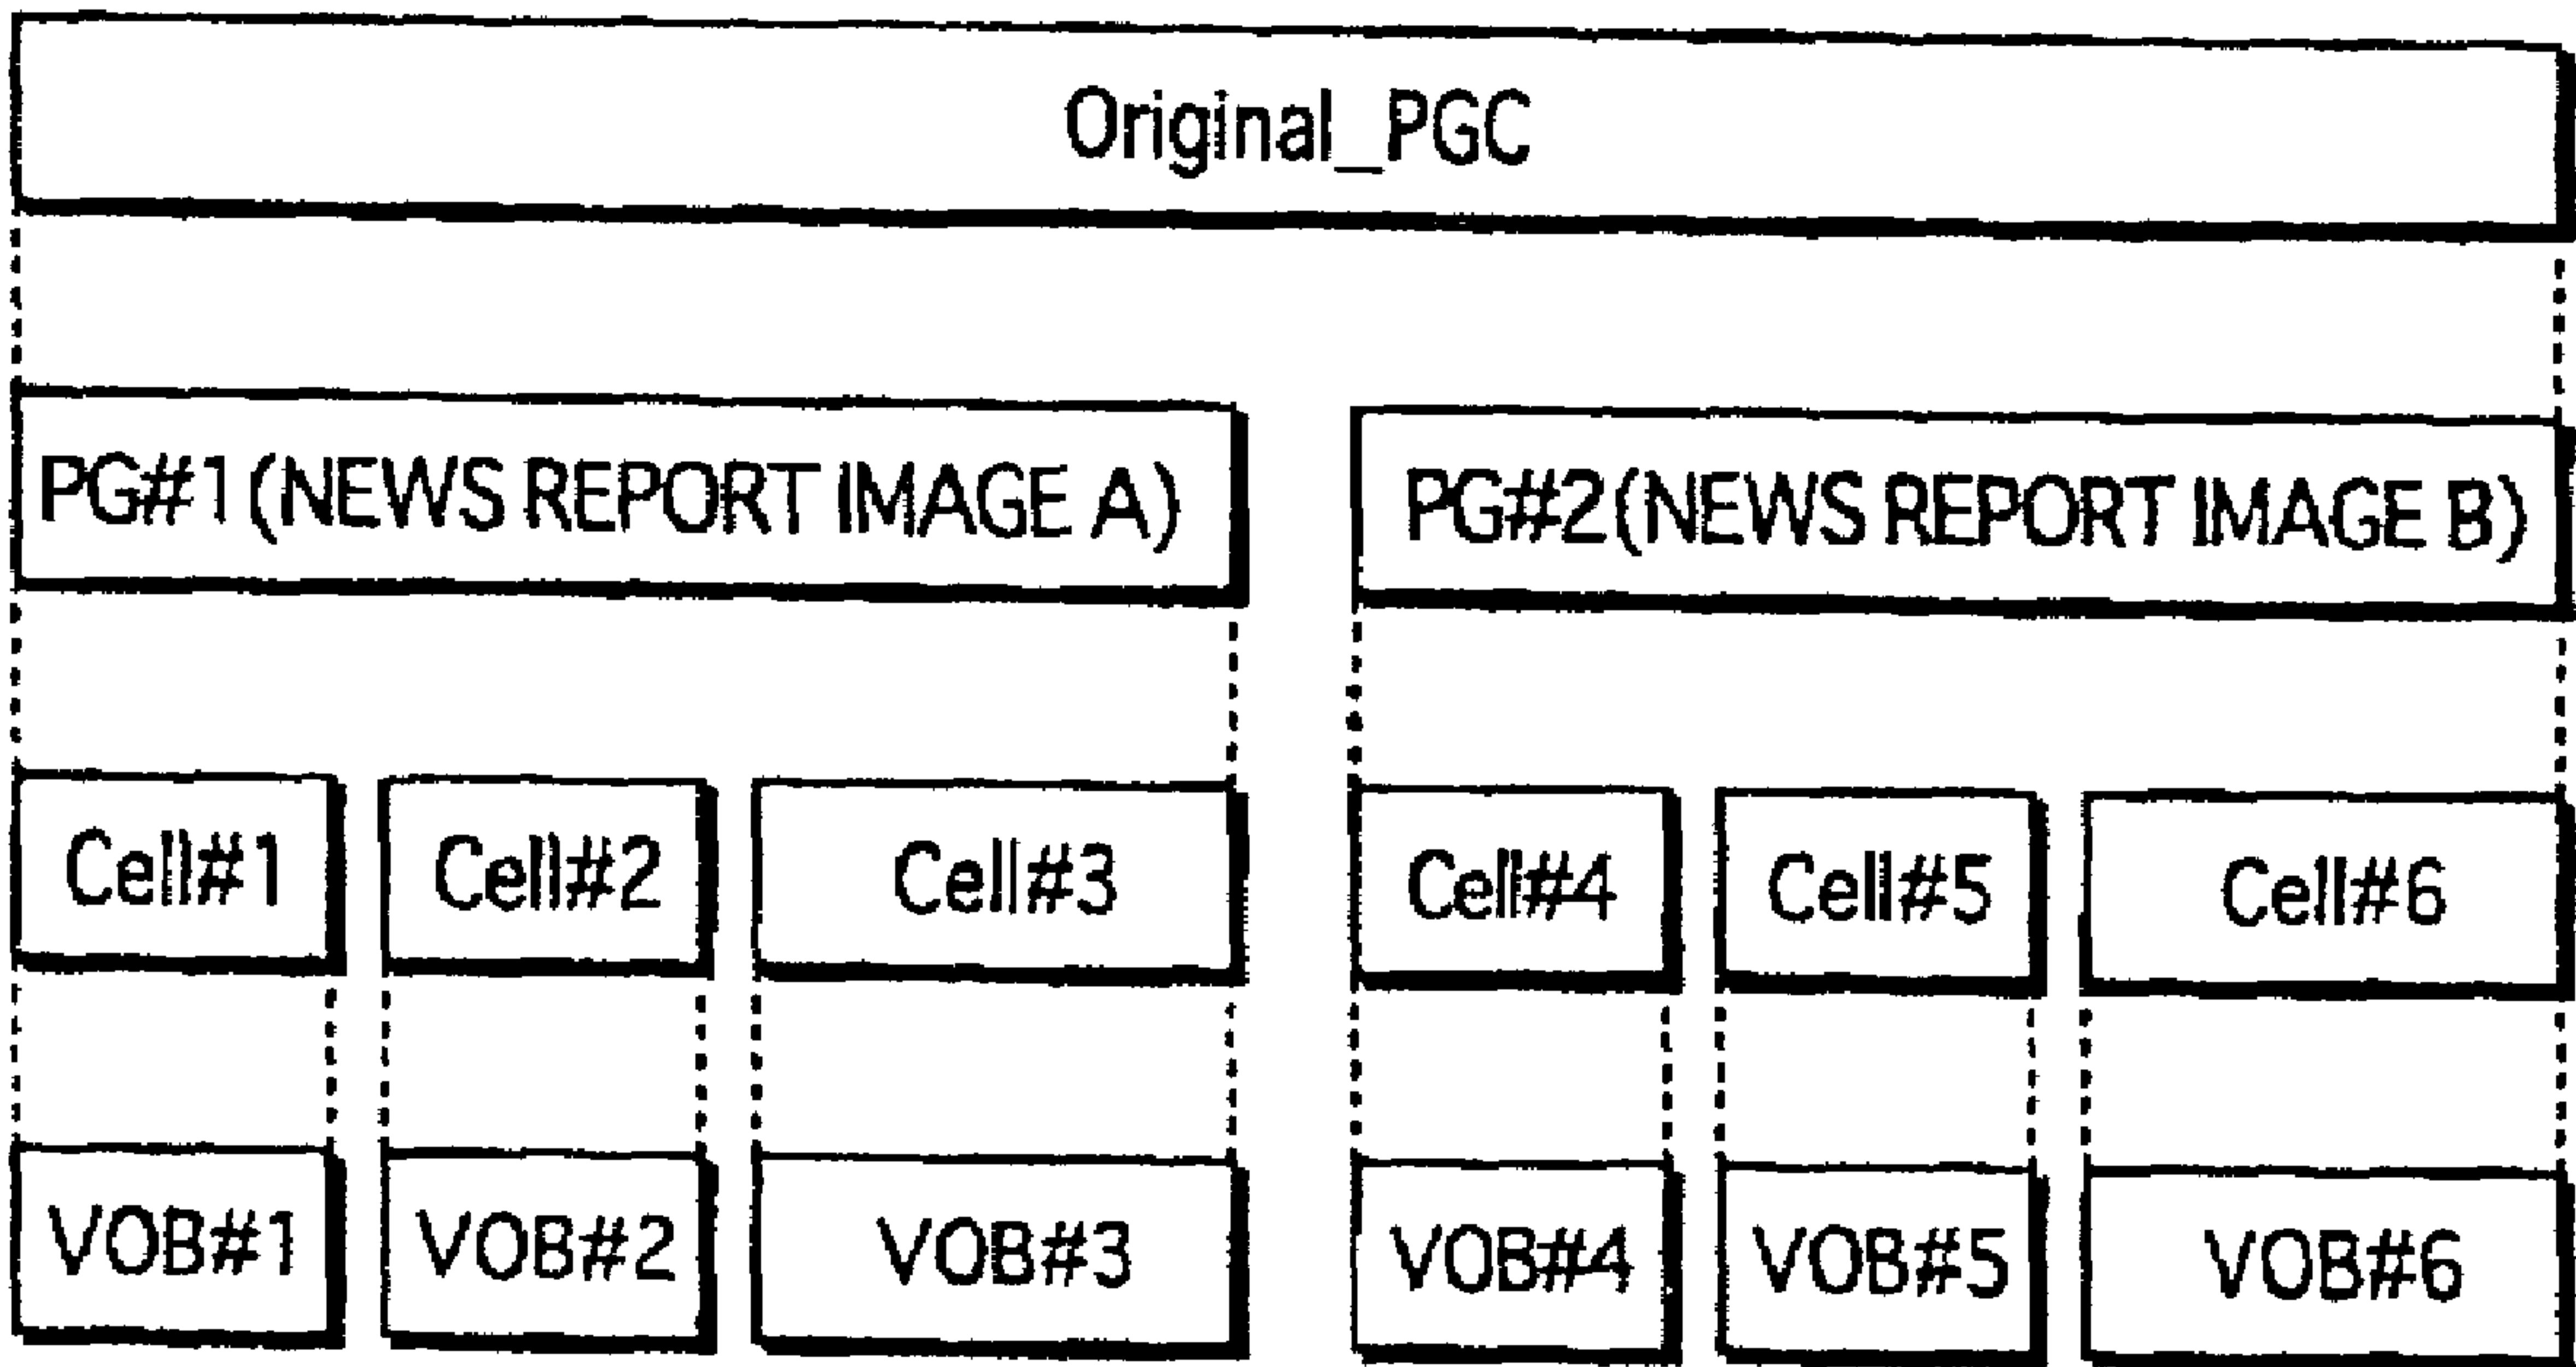 Original_PGC
PG#1(NEWS REPORT IMAGE A) PG#2(NEWS REPORT IMAGE B)
Cell#1 Cell#2 Cell#3 Cell#4 Cell#5 Cell#6
VOB#1 VOB#2 VOB#3 VOB#4 VOB#5 VOB#6